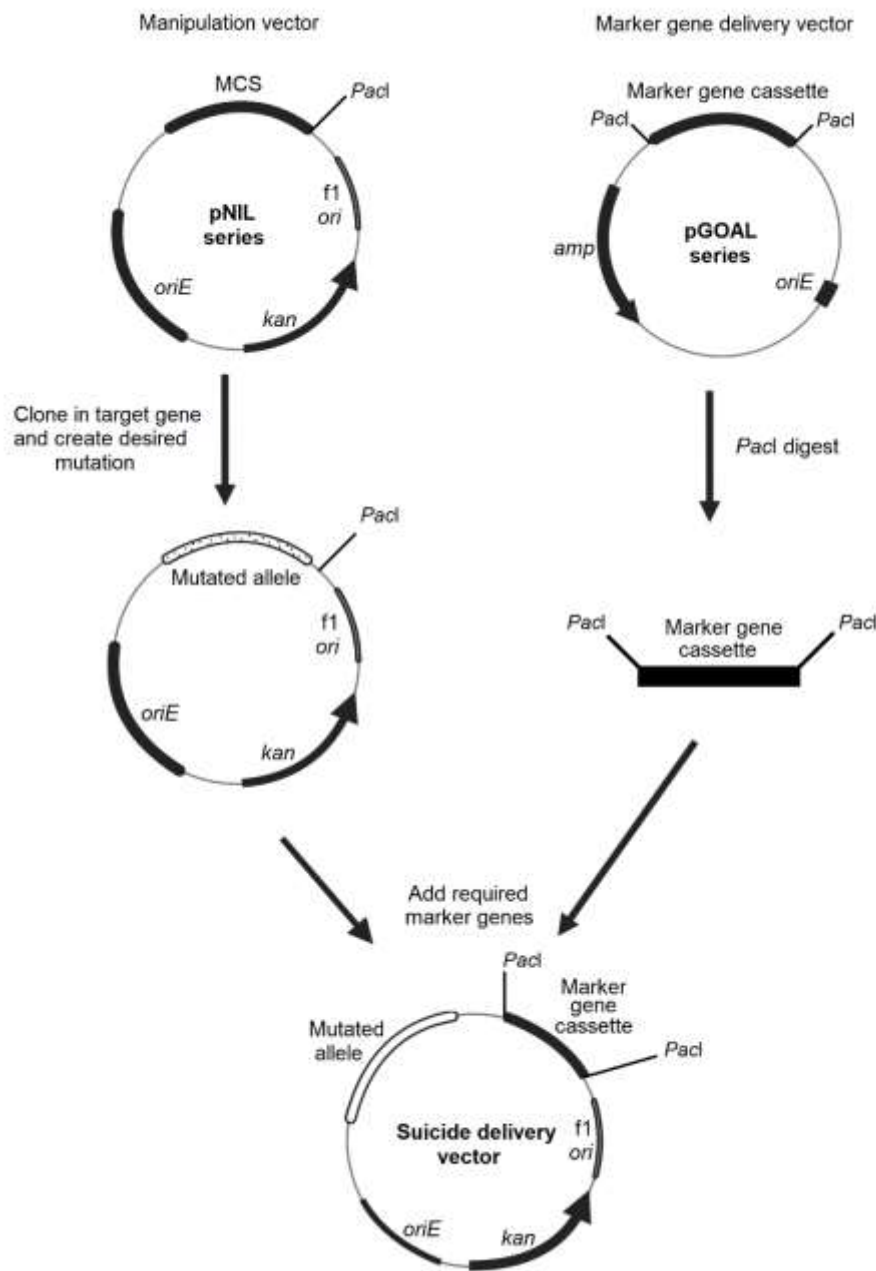 Manipulation vector
MCS
PacI
f1
ori
pNIL
series
oriE
kan
Marker gene delivery vector
Marker gene cassette
PacI
PacI
amp
pGOAL
series
oriE
Clone in target gene
and create desired
mutation
PacI digest
PacI
Mutated allele
f1
ori
oriE
kan
PacI
Marker gene
cassette
PacI
Add required
marker genes
PacI
Marker
gene
cassette
Mutated
allele
PacI
f1
ori
Suicide delivery
vector
oriE
kan